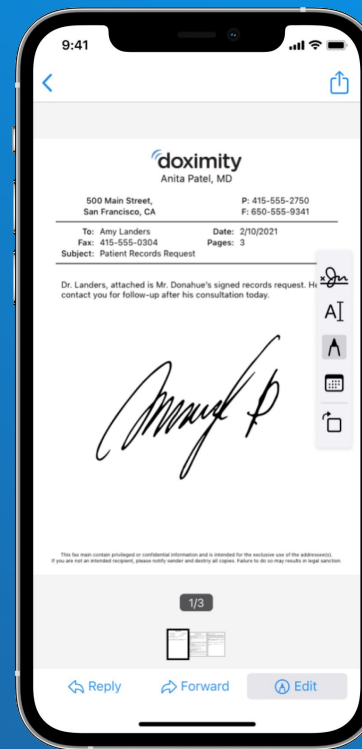 9:41
doximity
Anita Patel, MD
500 Main Street, P: 415-555-2750
San Francisco, CA F: 650-555-9341
To: Amy Landers Date: 2/10/2021
Fax: 415-555-0304 Pages: 3
Subject: Patient Records Request
Dr. Landers, attached is Mr. Donahue's signed records request. He
contact you for follow-up after his consultation today.
This fax main contain privileged or confidential information and is intended for the exclusive use of the addressee(s).
If you are not an intended recipient, please notify sender and destroy all copies. Failure to do so may results in legal sanction.
1/3
Reply Forward Edit